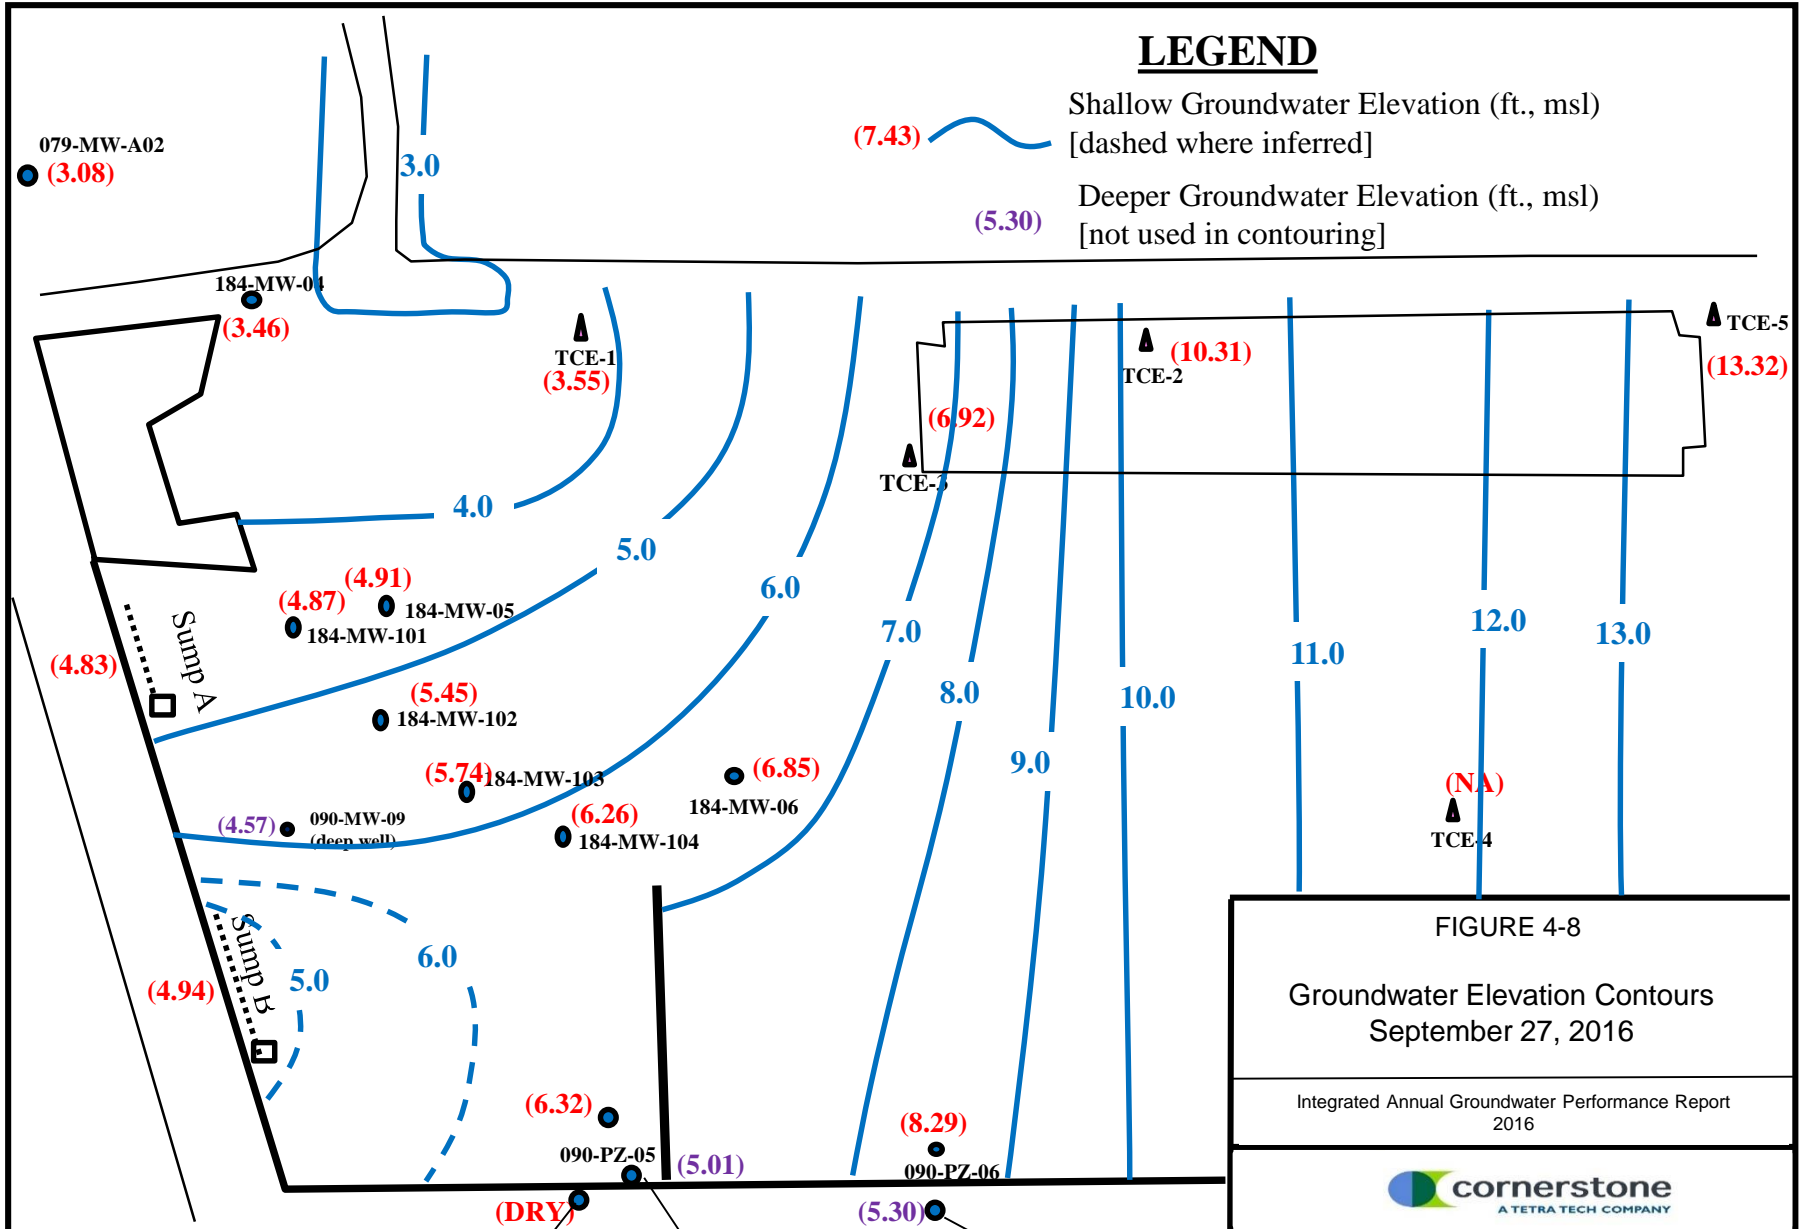 LEGEND
(7.43)
Shallow Groundwater Elevation (ft., msl)
[dashed where inferred]
(5.30)
Deeper Groundwater Elevation (ft., msl)
[not used in contouring]
079-MW-A02
(3.08)
3.0
184-MW-04
(3.46)
TCE-1
(3.55)
TCE-2
(10.31)
TCE-5
(13.32)
(6.92)
TCE-3
4.0
5.0
6.0
7.0
8.0
9.0
10.0
11.0
12.0
13.0
(4.91)
184-MW-05
(4.87)
184-MW-101
(4.83)
Sump A
(5.45)
184-MW-102
(5.74)
184-MW-103
(6.85)
184-MW-06
(6.26)
184-MW-104
(4.57)
090-MW-09
(deep well)
(NA)
TCE-4
Sump B
(4.94)
5.0
6.0
(6.32)
090-PZ-05
(5.01)
(DRY)
(8.29)
090-PZ-06
(5.30)
FIGURE 4-8
Groundwater Elevation Contours
September 27, 2016
Integrated Annual Groundwater Performance Report
2016
cornerstone
A TETRA TECH COMPANY